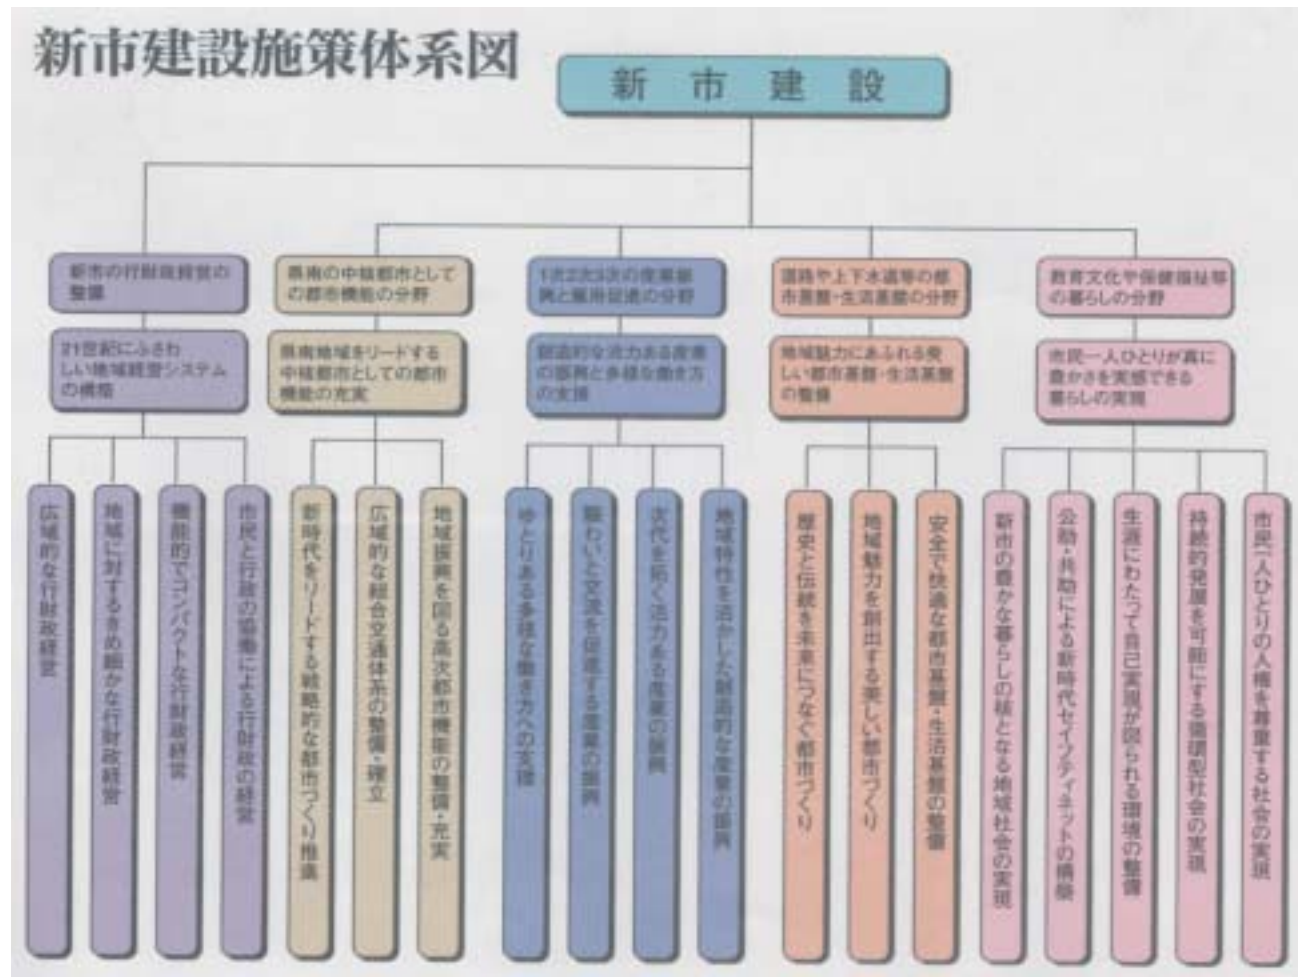 新市建設施策体系図
新市建設
新市の行財政経営の
整備
県南の中核都市として
の都市機能の分野
1次2次3次の産業振
興と雇用促進の分野
道路や上下水道等の都
市基盤・生活基盤の分野
教育文化や保健福祉等
の暮らしの分野
21世紀にふさわ
しい地域経営システム
の構築
県南地域をリードする
中核都市としての都市
機能の充実
創造的な活力ある産業
の振興と多様な働き方
の支援
地域魅力にあふれる美
しい都市基盤・生活基盤
の整備
市民一人ひとりが真に
豊かさを実感できる
暮らしの実現
広域的な行財政経営
地域に対するきめ細かな行財政経営
機能的でコンパクトな行財政経営
市民と行政の協働による行財政の経営
新時代をリードする戦略的な都市づくり推進
広域的な総合交通体系の整備・確立
地域振興を図る高次都市機能の整備・充実
ゆとりある多様な働き方への支援
賑わいと交流を促進する産業の振興
次代を拓く活力ある産業の振興
地域特性を活かした創造的な産業の振興
歴史と伝統を未来につなぐ都市づくり
地域魅力を創出する美しい都市づくり
安全で快適な都市基盤・生活基盤の整備
新市の豊かな暮らしの核となる地域社会の実現
公助・共助による新時代セイフティネットの構築
生涯にわたって自己実現が図られる環境の整備
持続的発展を可能にする循環型社会の実現
市民一人ひとりの人権を尊重する社会の実現